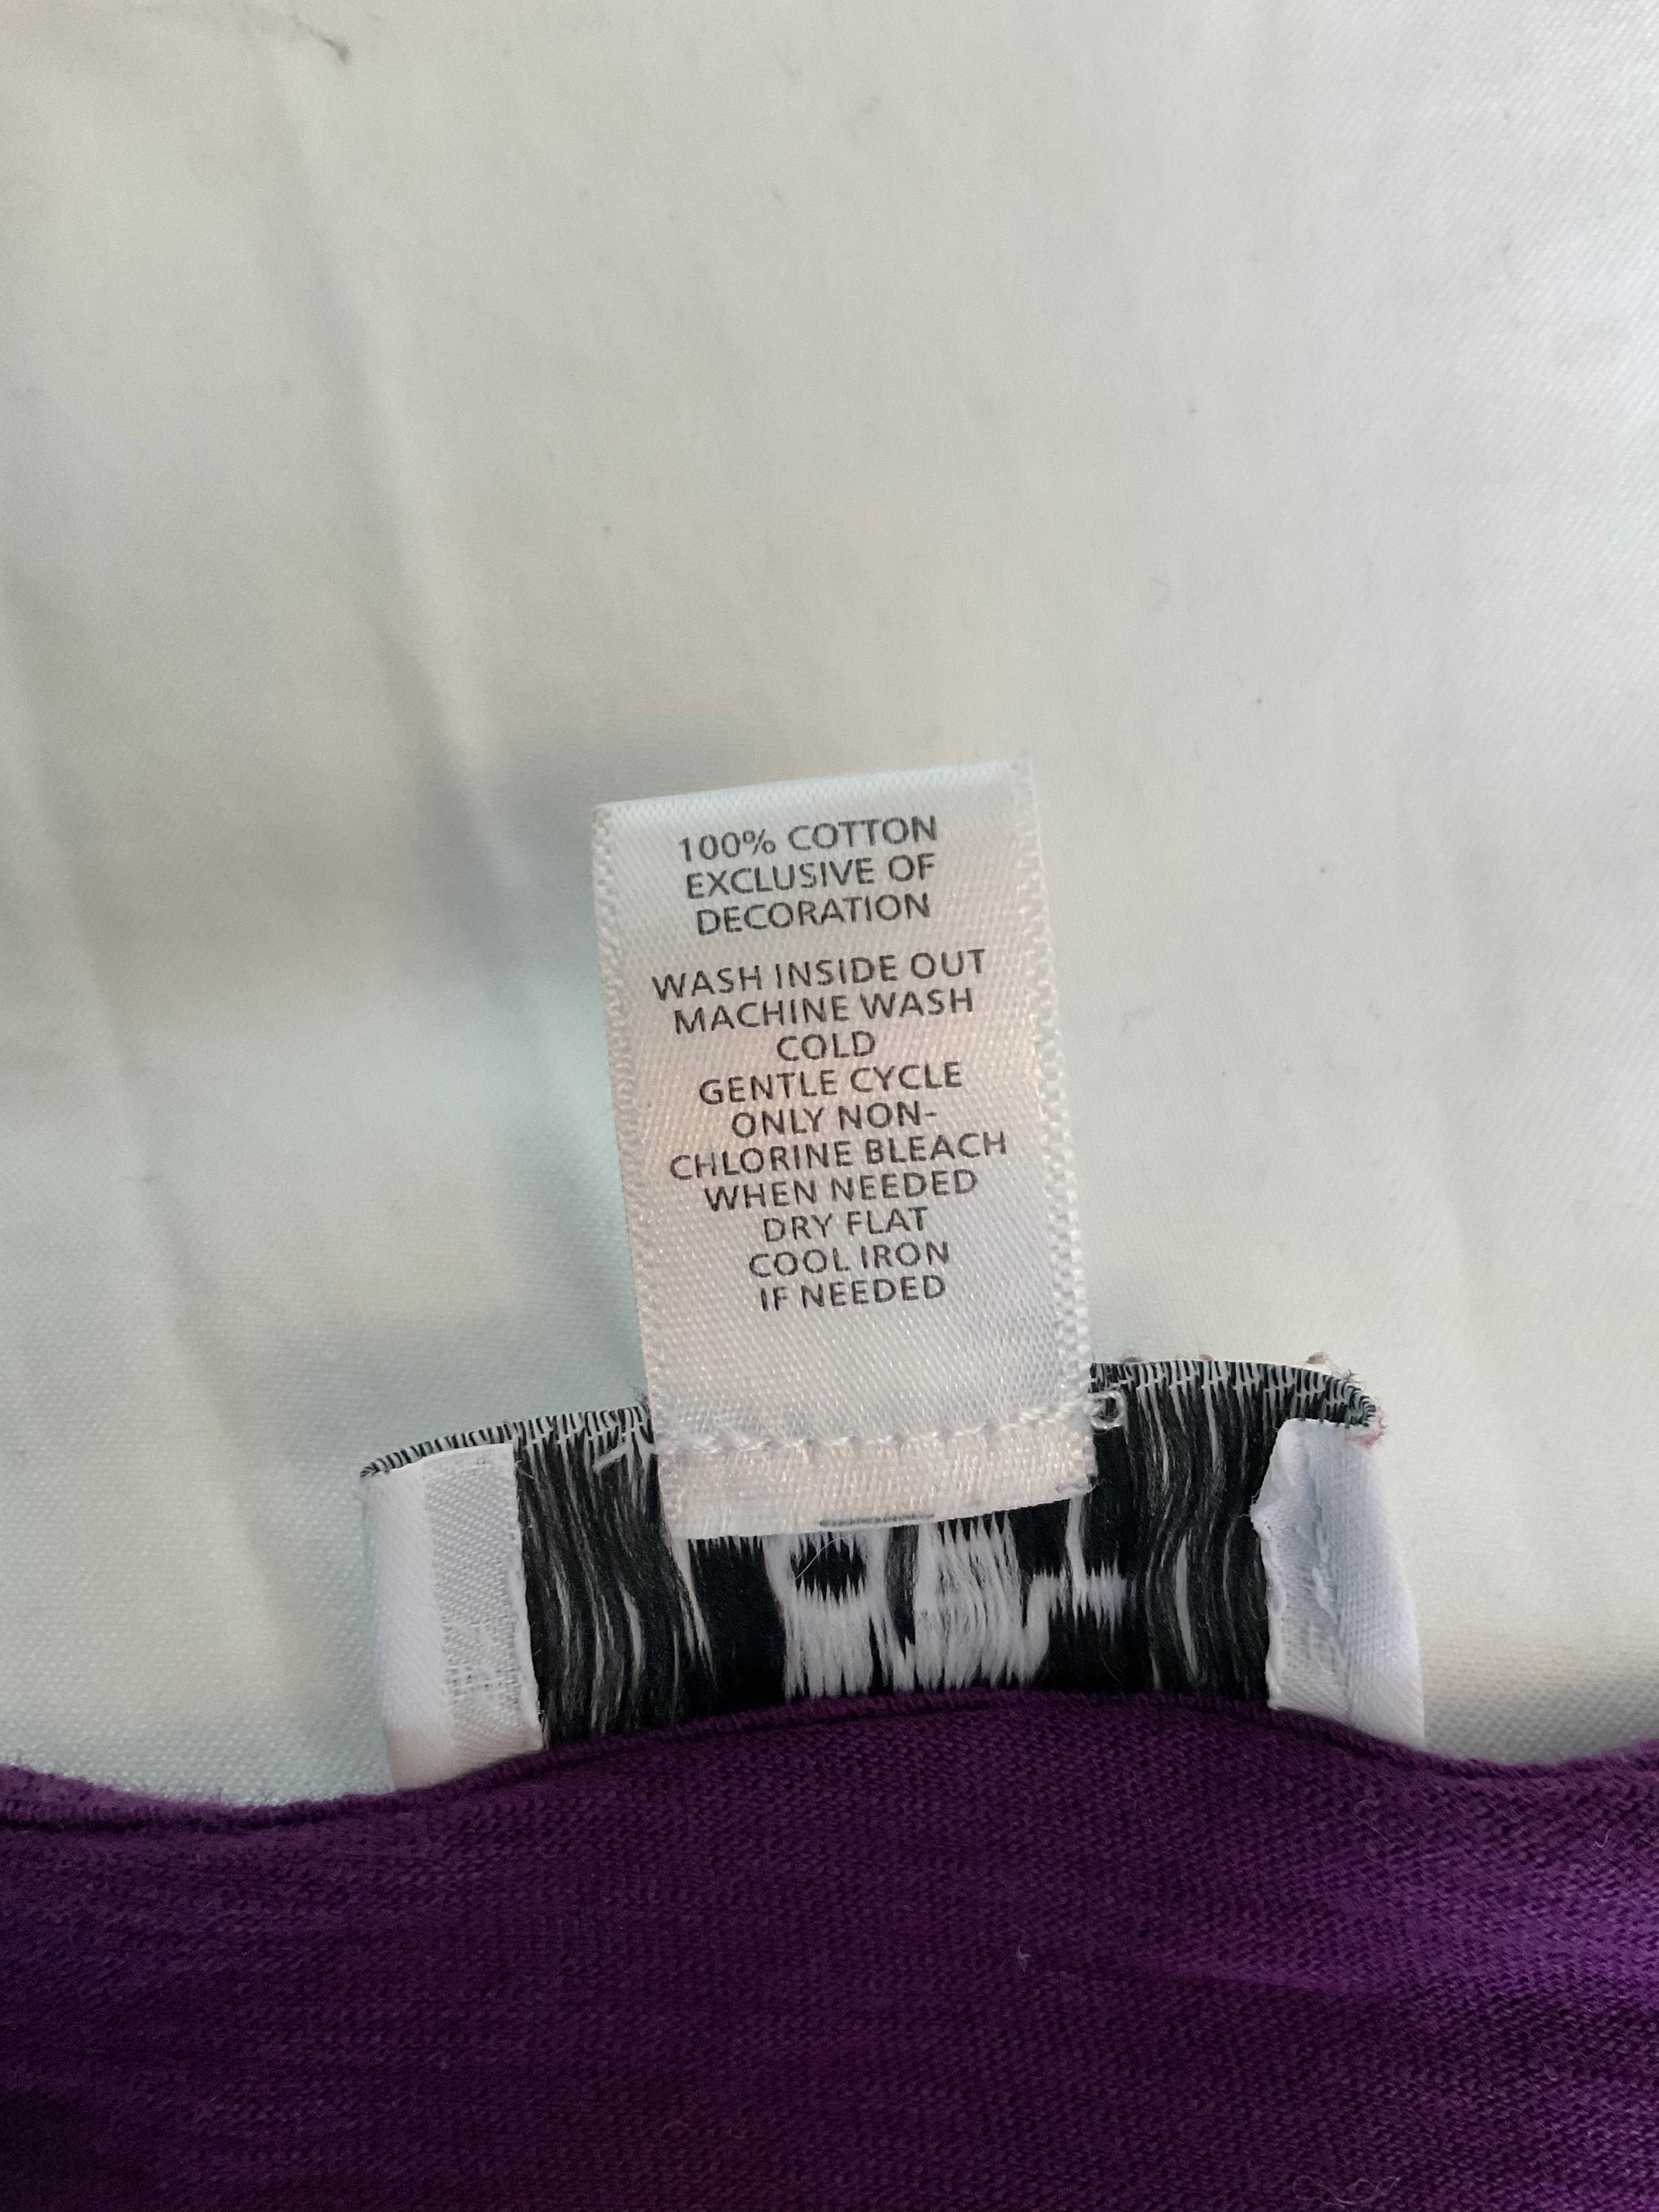 100% COTTON
EXCLUSIVE OF
DECORATION
WASH INSIDE OUT
MACHINE WASH
COLD
GENTLE CYCLE
ONLY NON-
CHLORINE BLEACH
WHEN NEEDED
DRY FLAT
COOL IRON
IF NEEDED